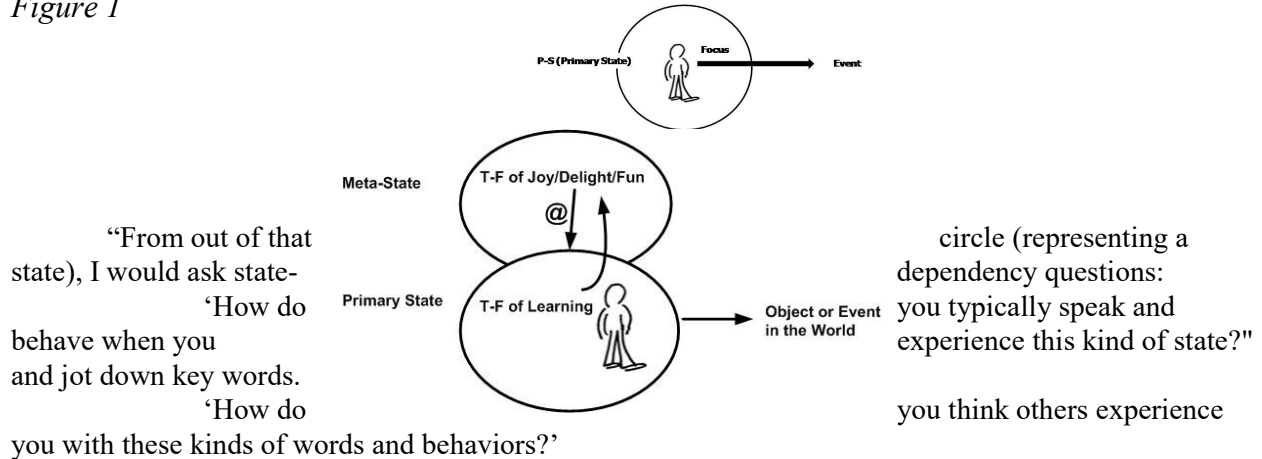 Figure 1
P-S (Primary State)
Focus
Event
Meta-State
T-F of Joy/Delight/Fun
@
“From out of that circle (representing a
state), I would ask state- dependency questions:
Primary State
T-F of Learning
Object or Event
in the World
‘How do you typically speak and
behave when you experience this kind of state?"
and jot down key words.
‘How do you think others experience
you with these kinds of words and behaviors?’